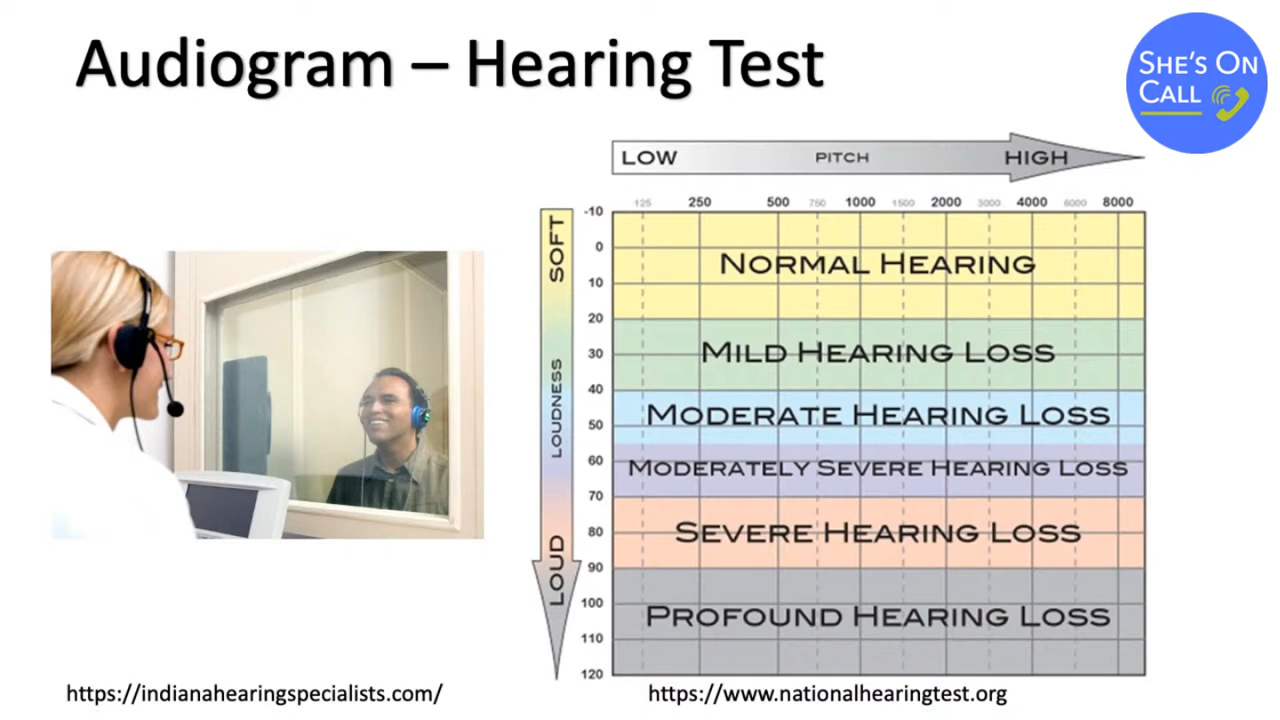 Audiogram – Hearing Test
SHE'S ON
CALL
LOW PITCH HIGH
125 250 500 750 1000 1500 2000 3000 4000 6000 8000
SOFT
LOUDNESS
LOUD
-10
0
10
20
30
40
50
60
70
80
90
100
110
120
NORMAL HEARING
MILD HEARING LOSS
MODERATE HEARING LOSS
MODERATELY SEVERE HEARING LOSS
SEVERE HEARING LOSS
PROFOUND HEARING LOSS
https://indianahearingspecialists.com/
https://www.nationalhearingtest.org